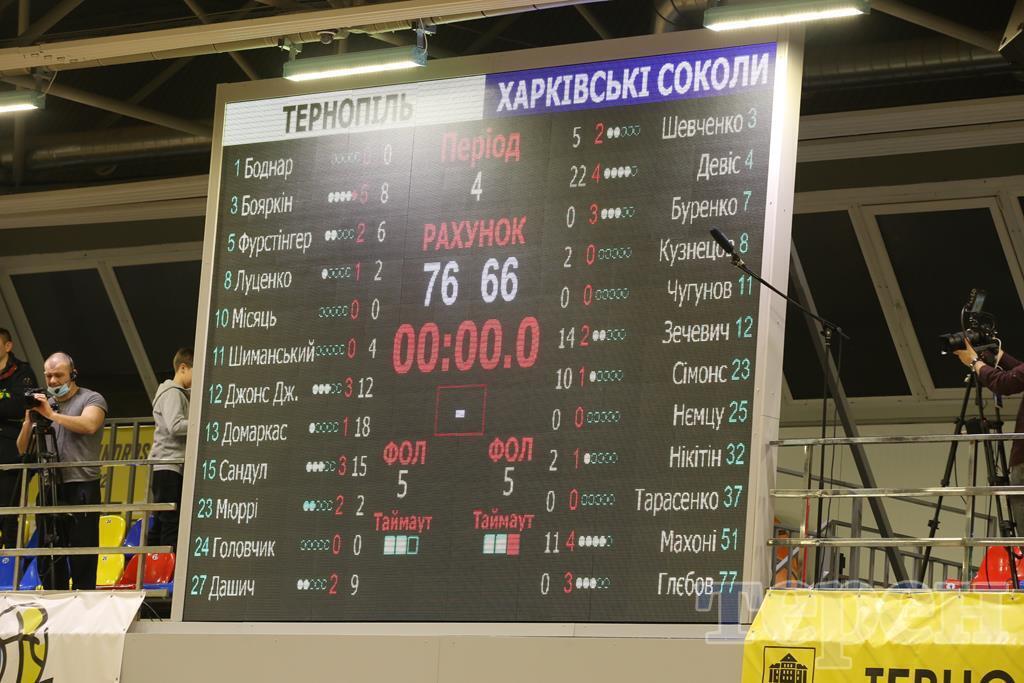 ТЕРНОПІЛЬ ХАРКІВСЬКІ СОКОЛИ
1 Боднар 0 0
3 Бояркін 5 8
5 Фурстінгер 2 6
8 Луценко 1 2
10 Місяць 0 0
11 Шиманський 0 4
12 Джонс Дж. 3 12
13 Домаркас 1 18
15 Сандул 3 15
23 Мюррі 2 2
24 Головчик 0 0
27 Дашич 2 9
Період
4
РАХУНОК
76 66
00:00.0
ФОЛ ФОЛ
5 5
Таймаут Таймаут
5 2 Шевченко 3
22 4 Девіс 4
0 3 Буренко 7
2 0 Кузнецов 8
0 0 Чугунов 11
14 2 Зечевич 12
10 1 Сімонс 23
0 0 Нємцу 25
2 1 Нікітін 32
0 0 Тарасенко 37
11 4 Махоні 51
0 3 Глєбов 77
Терен
ТЕРНО